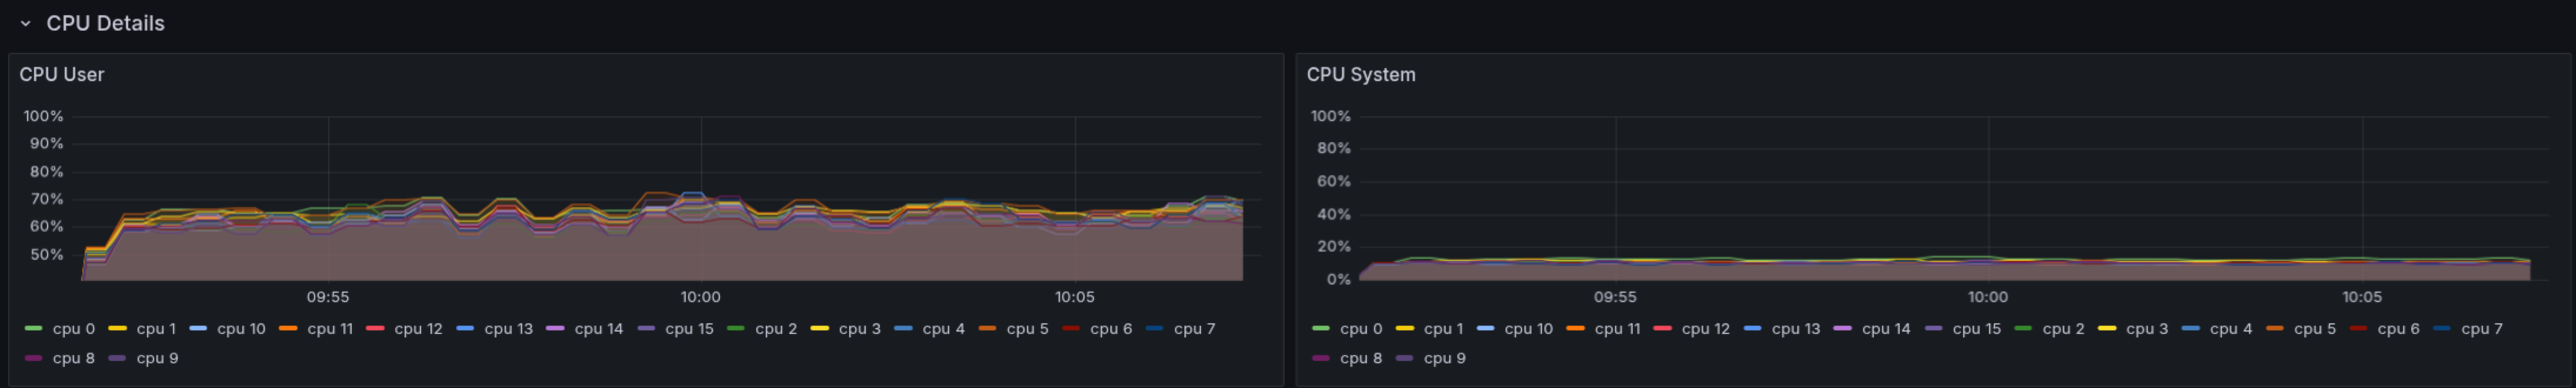 CPU Details
CPU User
100%
90%
80%
70%
60%
50%
09:55 10:00 10:05
cpu 0 cpu 1 cpu 10 cpu 11 cpu 12 cpu 13 cpu 14 cpu 15 cpu 2 cpu 3 cpu 4 cpu 5 cpu 6 cpu 7
cpu 8 cpu 9
CPU System
100%
80%
60%
40%
20%
0%
09:55 10:00 10:05
cpu 0 cpu 1 cpu 10 cpu 11 cpu 12 cpu 13 cpu 14 cpu 15 cpu 2 cpu 3 cpu 4 cpu 5 cpu 6 cpu 7
cpu 8 cpu 9